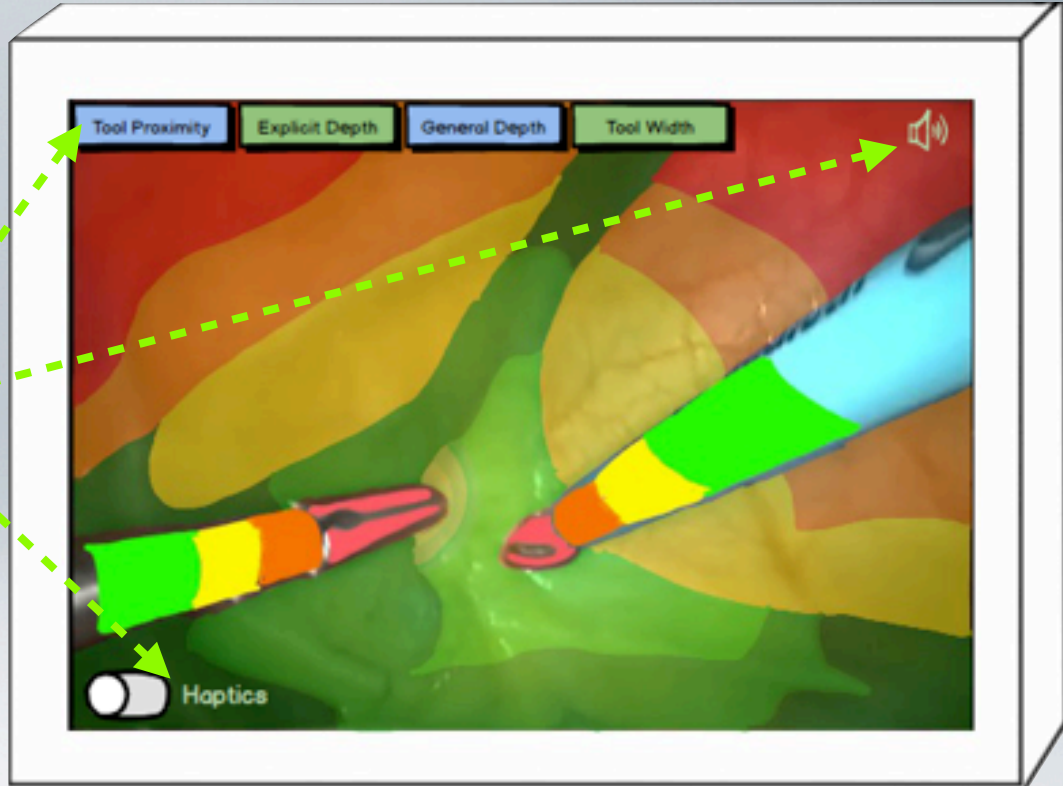 Tool Proximity
Explicit Depth
General Depth
Tool Width
Haptics